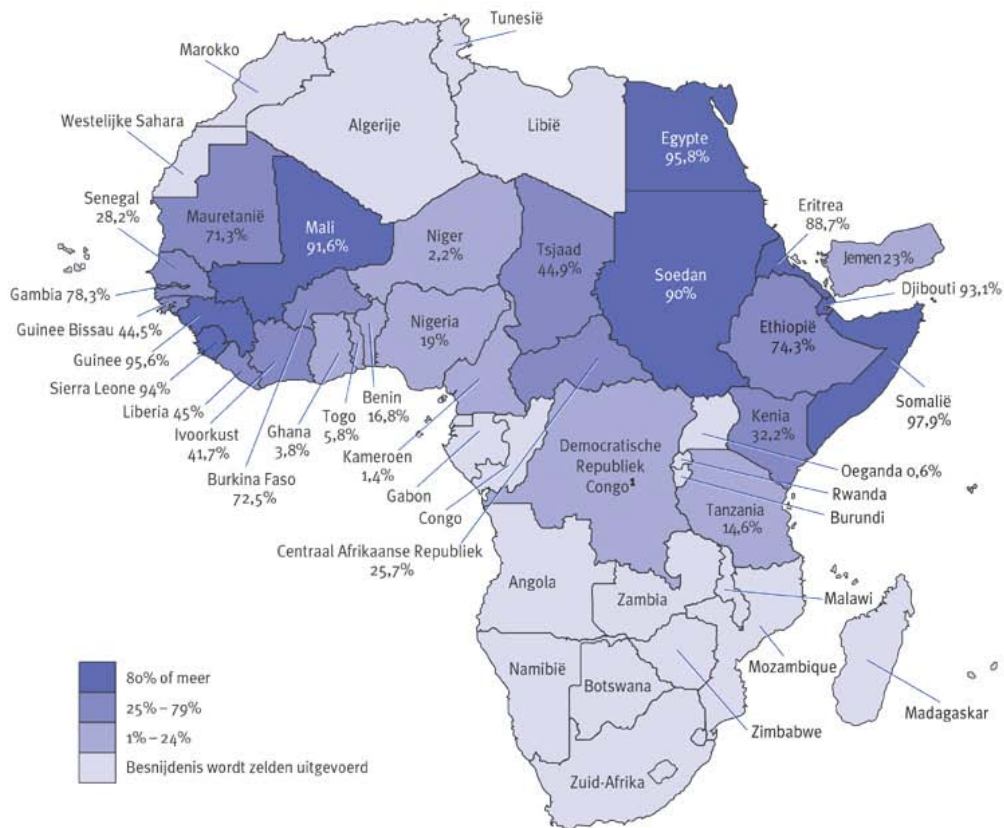 Tunesië
Marokko
Westelijke Sahara
Algerije
Libië
Egypte
95,8%
Senegal
28,2%
Mauretanië
71,3%
Mali
91,6%
Niger
2,2%
Tsjaad
44,9%
Soedan
90%
Eritrea
88,7%
Jemen 23%
Djibouti 93,1%
Gambia 78,3%
Guinee Bissau 44,5%
Guinee 95,6%
Sierra Leone 94%
Liberia 45%
Ivoorkust
41,7%
Burkina Faso
72,5%
Ghana
3,8%
Togo
5,8%
Benin
16,8%
Nigeria
19%
Kameroen
1,4%
Gabon
Congo
Centraal Afrikaanse Republiek
25,7%
Democratische
Republiek
Congo¹
Ethiopië
74,3%
Somalië
97,9%
Kenia
32,2%
Oeganda 0,6%
Rwanda
Burundi
Tanzania
14,6%
Angola
Zambia
Malawi
Mozambique
Namibië
Botswana
Zimbabwe
Madagaskar
Zuid-Afrika
80% of meer
25% – 79%
1% – 24%
Besnijdenis wordt zelden uitgevoerd